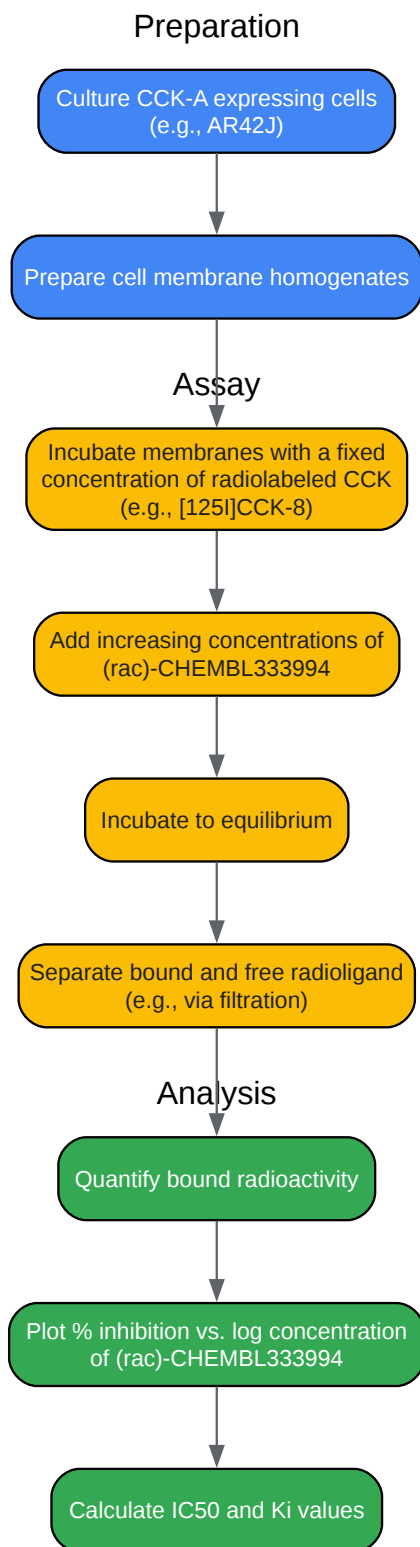 Preparation
Culture CCK-A expressing cells
(e.g., AR42J)
Prepare cell membrane homogenates
Assay
Incubate membranes with a fixed
concentration of radiolabeled CCK
(e.g., [125I]CCK-8)
Add increasing concentrations of
(rac)-CHEMBL333994
Incubate to equilibrium
Separate bound and free radioligand
(e.g., via filtration)
Analysis
Quantify bound radioactivity
Plot % inhibition vs. log concentration
of (rac)-CHEMBL333994
Calculate IC50 and Ki values